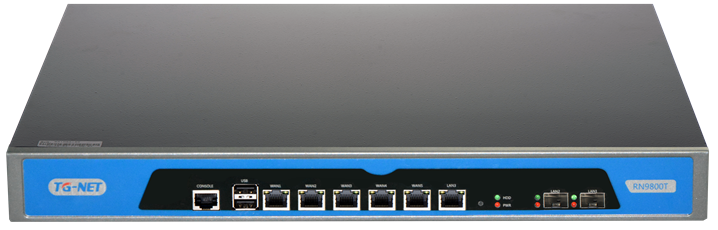 TG-NET
CONSOLE
USB
WAN1
WAN2
WAN3
WAN4
WAN5
LAN3
HDD
PWR
LAN2
LAN1
RN9800T